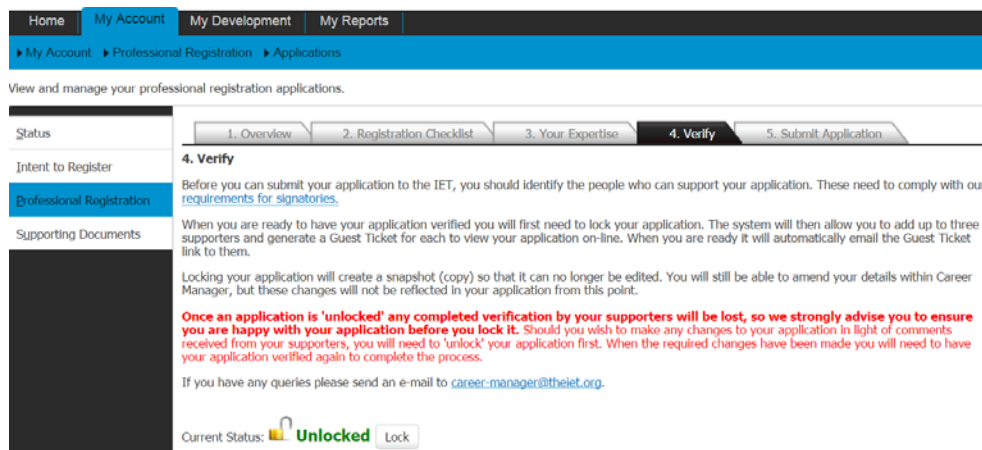 Home My Account My Development My Reports
My Account Professional Registration Applications
View and manage your professional registration applications.
Status
Intent to Register
Professional Registration
Supporting Documents
1. Overview 2. Registration Checklist 3. Your Expertise 4. Verify 5. Submit Application
4. Verify
Before you can submit your application to the IET, you should identify the people who can support your application. These need to comply with our
requirements for signatories.
When you are ready to have your application verified you will first need to lock your application. The system will then allow you to add up to three
supporters and generate a Guest Ticket for each to view your application on-line. When you are ready it will automatically email the Guest Ticket
link to them.
Locking your application will create a snapshot (copy) so that it can no longer be edited. You will still be able to amend your details within Career
Manager, but these changes will not be reflected in your application from this point.
Once an application is 'unlocked' any completed verification by your supporters will be lost, so we strongly advise you to ensure
you are happy with your application before you lock it. Should you wish to make any changes to your application in light of comments
received from your supporters, you will need to 'unlock' your application first. When the required changes have been made you will need to have
your application verified again to complete the process.
If you have any queries please send an e-mail to career-manager@theiet.org.
Current Status: Unlocked Lock